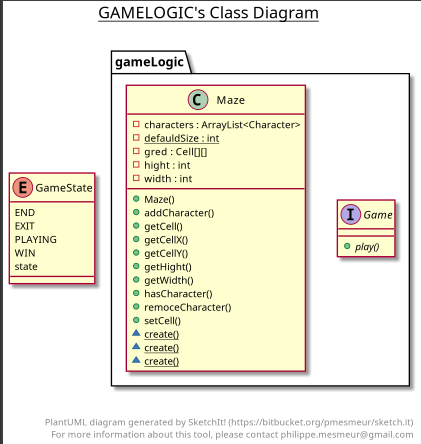 GAMELOGIC's Class Diagram
gameLogic
C Maze
characters : ArrayList<Character>
defauldSize : int
gred : Cell[][]
hight : int
width : int
Maze()
addCharacter()
getCell()
getCellX()
getCellY()
getHight()
getWidth()
hasCharacter()
remoceCharacter()
setCell()
create()
create()
create()
E GameState
END
EXIT
PLAYING
WIN
state
I Game
play()
PlantUML diagram generated by SketchIt! (https://bitbucket.org/pmesmeur/sketch.it)
For more information about this tool, please contact philippe.mesmeur@gmail.com